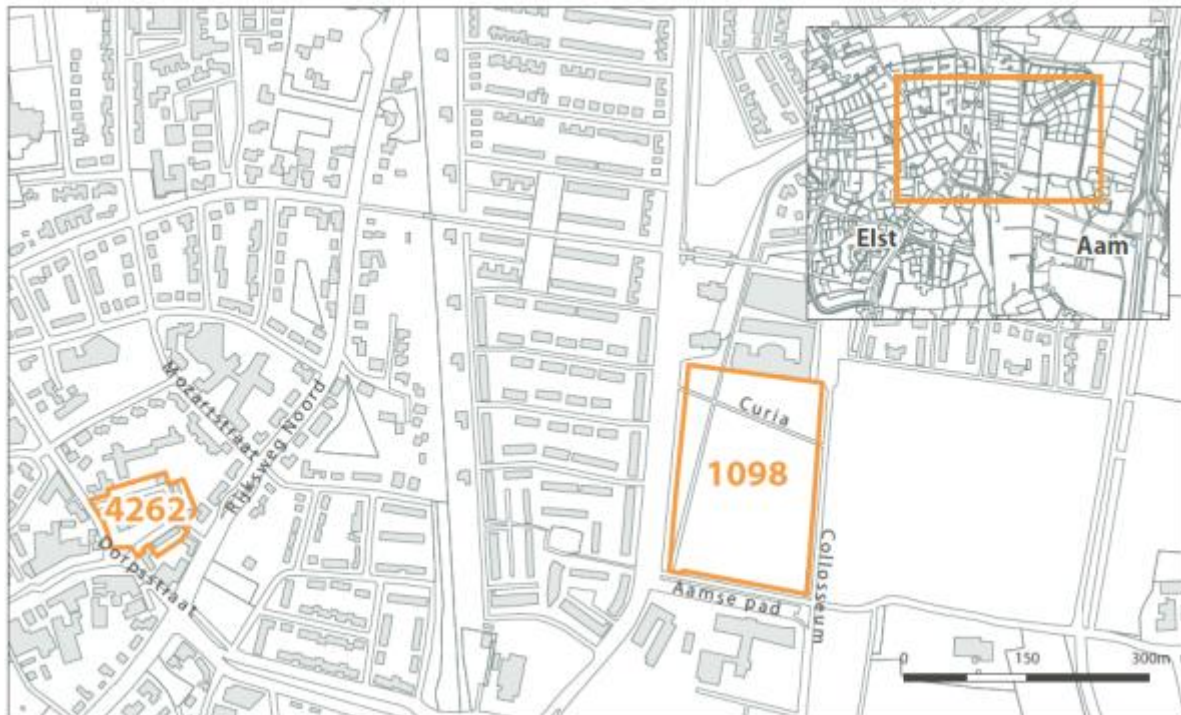 Elst
Aam
Mozartstraat
Rijksweg Noord
Curia
1098
4262
Dorpsstraat
Collosseum
Aamse pad
0 150 300m